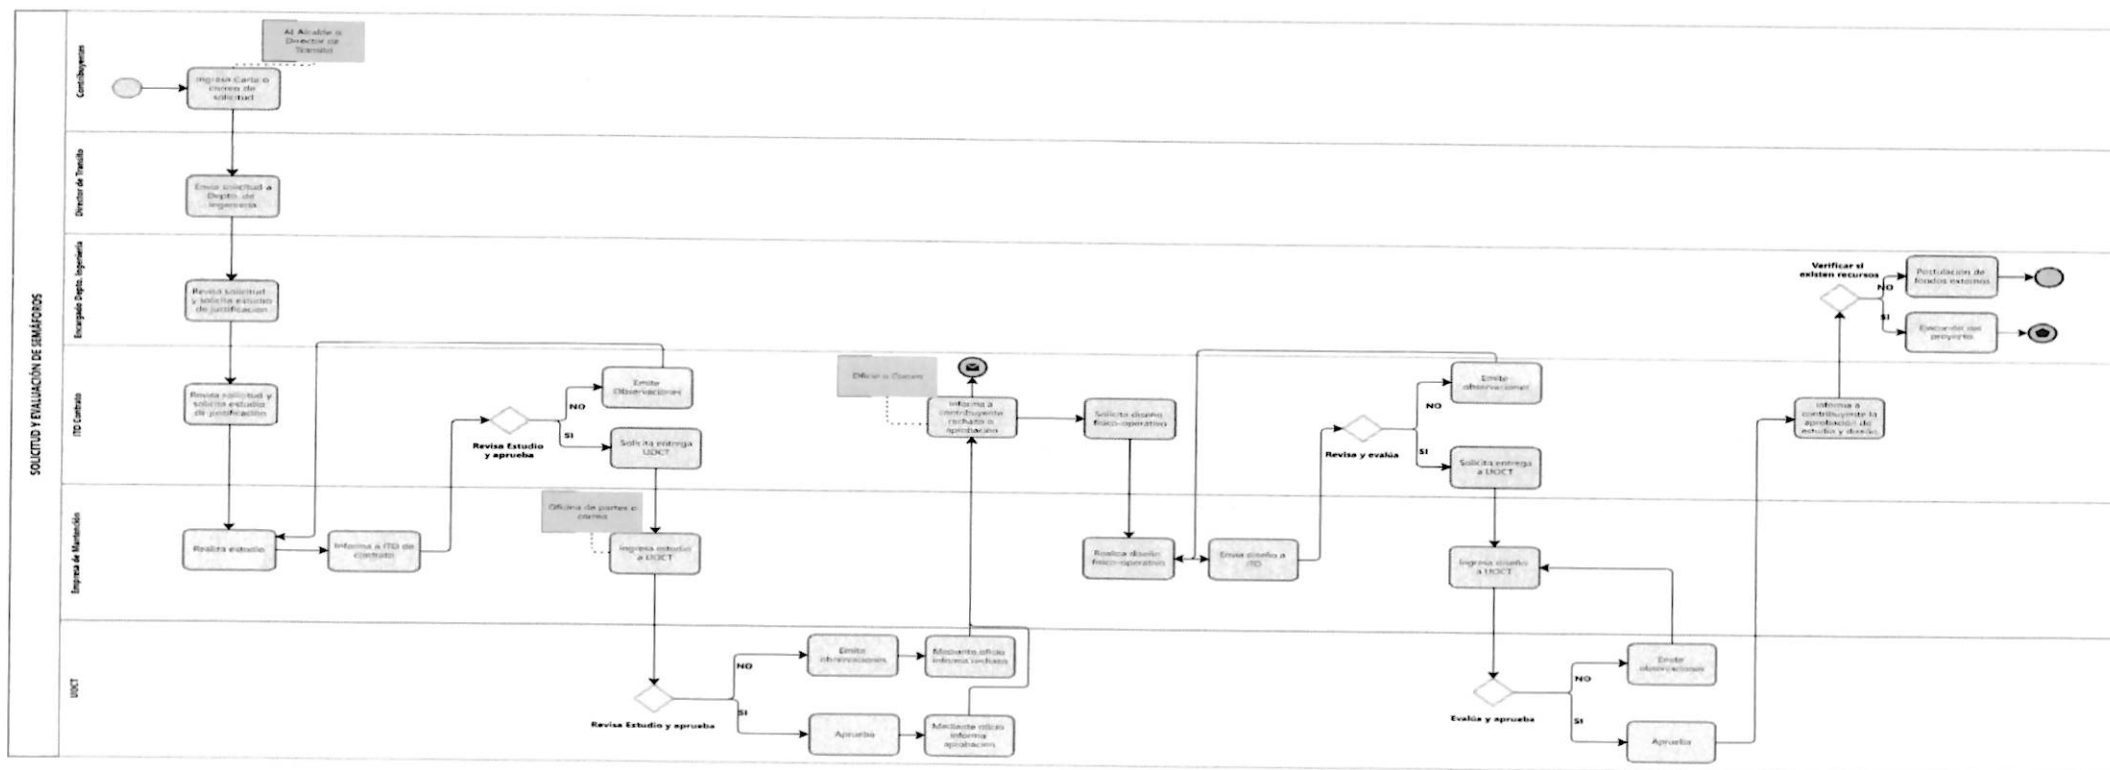 SOLICITUD Y EVALUACIÓN DE SEMÁFOROS
Contribuyentes
Al Alcalde o
Director de
Transito
Ingresa Carta o
correo de
solicitud
Director de Transito
Envia solicitud a
Depto. de
Ingeniería
Encargado Depto. Ingeniería
Revisa solicitud
y solicita estudio
de justificación
Verificar si
existen recursos
NO
Postulación de
fondos externos
SI
Ejecución del
proyecto
ITO Contrato
Revisa solicitud y
solicita estudio
de justificación
Revisa Estudio
y aprueba
NO
Emite
Observaciones
SI
Solicita entrega
UOCT
Oficio o Correo
Informa a
contribuyente
rechazo o
aprobación
Solicita diseño
fisico-operativo
Revisa y evalúa
NO
Emite
observaciones
SI
Solicita entrega
a UOCT
Informa a
contribuyente la
aprobación de
estudio y diseño
Empresa de Mantención
Realiza estudio
Informa a ITO de
contrato
Oficina de partes o
correo
Ingresa estudio
a UOCT
Realiza diseño
fisico-operativo
Envia diseño a
ITO
Ingresa diseño
a UOCT
UOCT
Revisa Estudio y aprueba
NO
Emite
observaciones
Mediante oficio
informa rechazo
SI
Aprueba
Mediante oficio
informa
aprobación
Evalúa y aprueba
NO
Emite
observaciones
SI
Aprueba